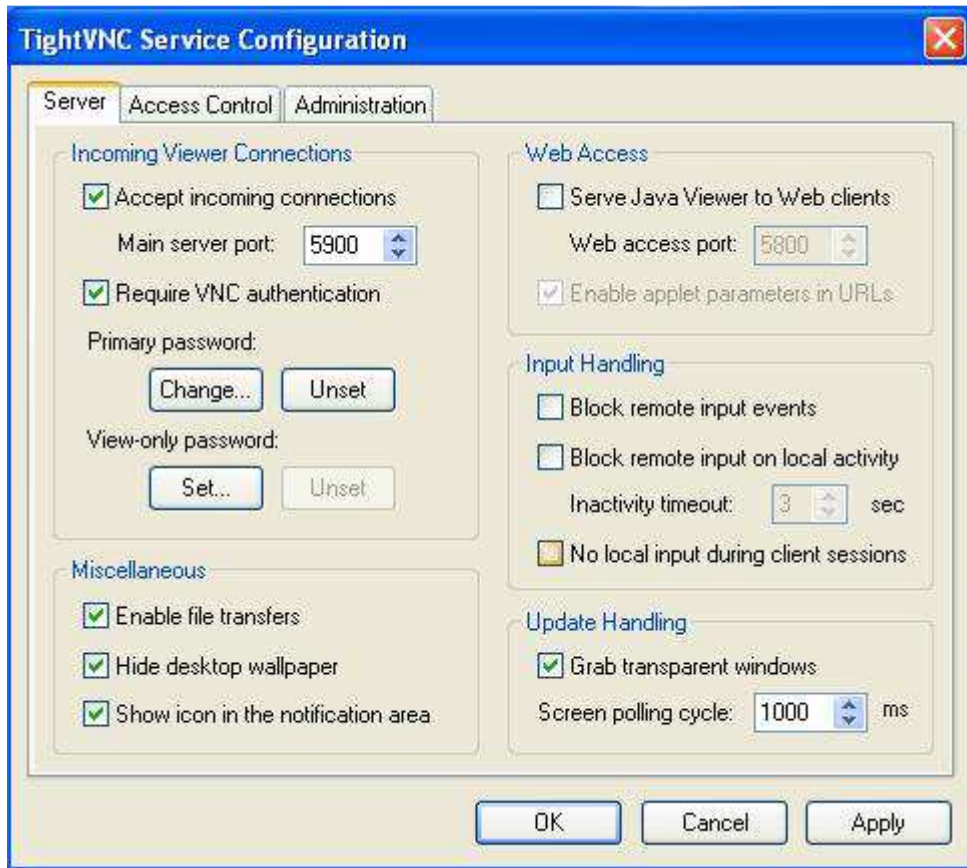 TightVNC Service Configuration
Server Access Control Administration
Incoming Viewer Connections
Accept incoming connections
Main server port: 5900
Require VNC authentication
Primary password:
Change... Unset
View-only password:
Set... Unset
Miscellaneous
Enable file transfers
Hide desktop wallpaper
Show icon in the notification area
Web Access
Serve Java Viewer to Web clients
Web access port: 5800
Enable applet parameters in URLs
Input Handling
Block remote input events
Block remote input on local activity
Inactivity timeout: 3 sec
No local input during client sessions
Update Handling
Grab transparent windows
Screen polling cycle: 1000 ms
OK Cancel Apply